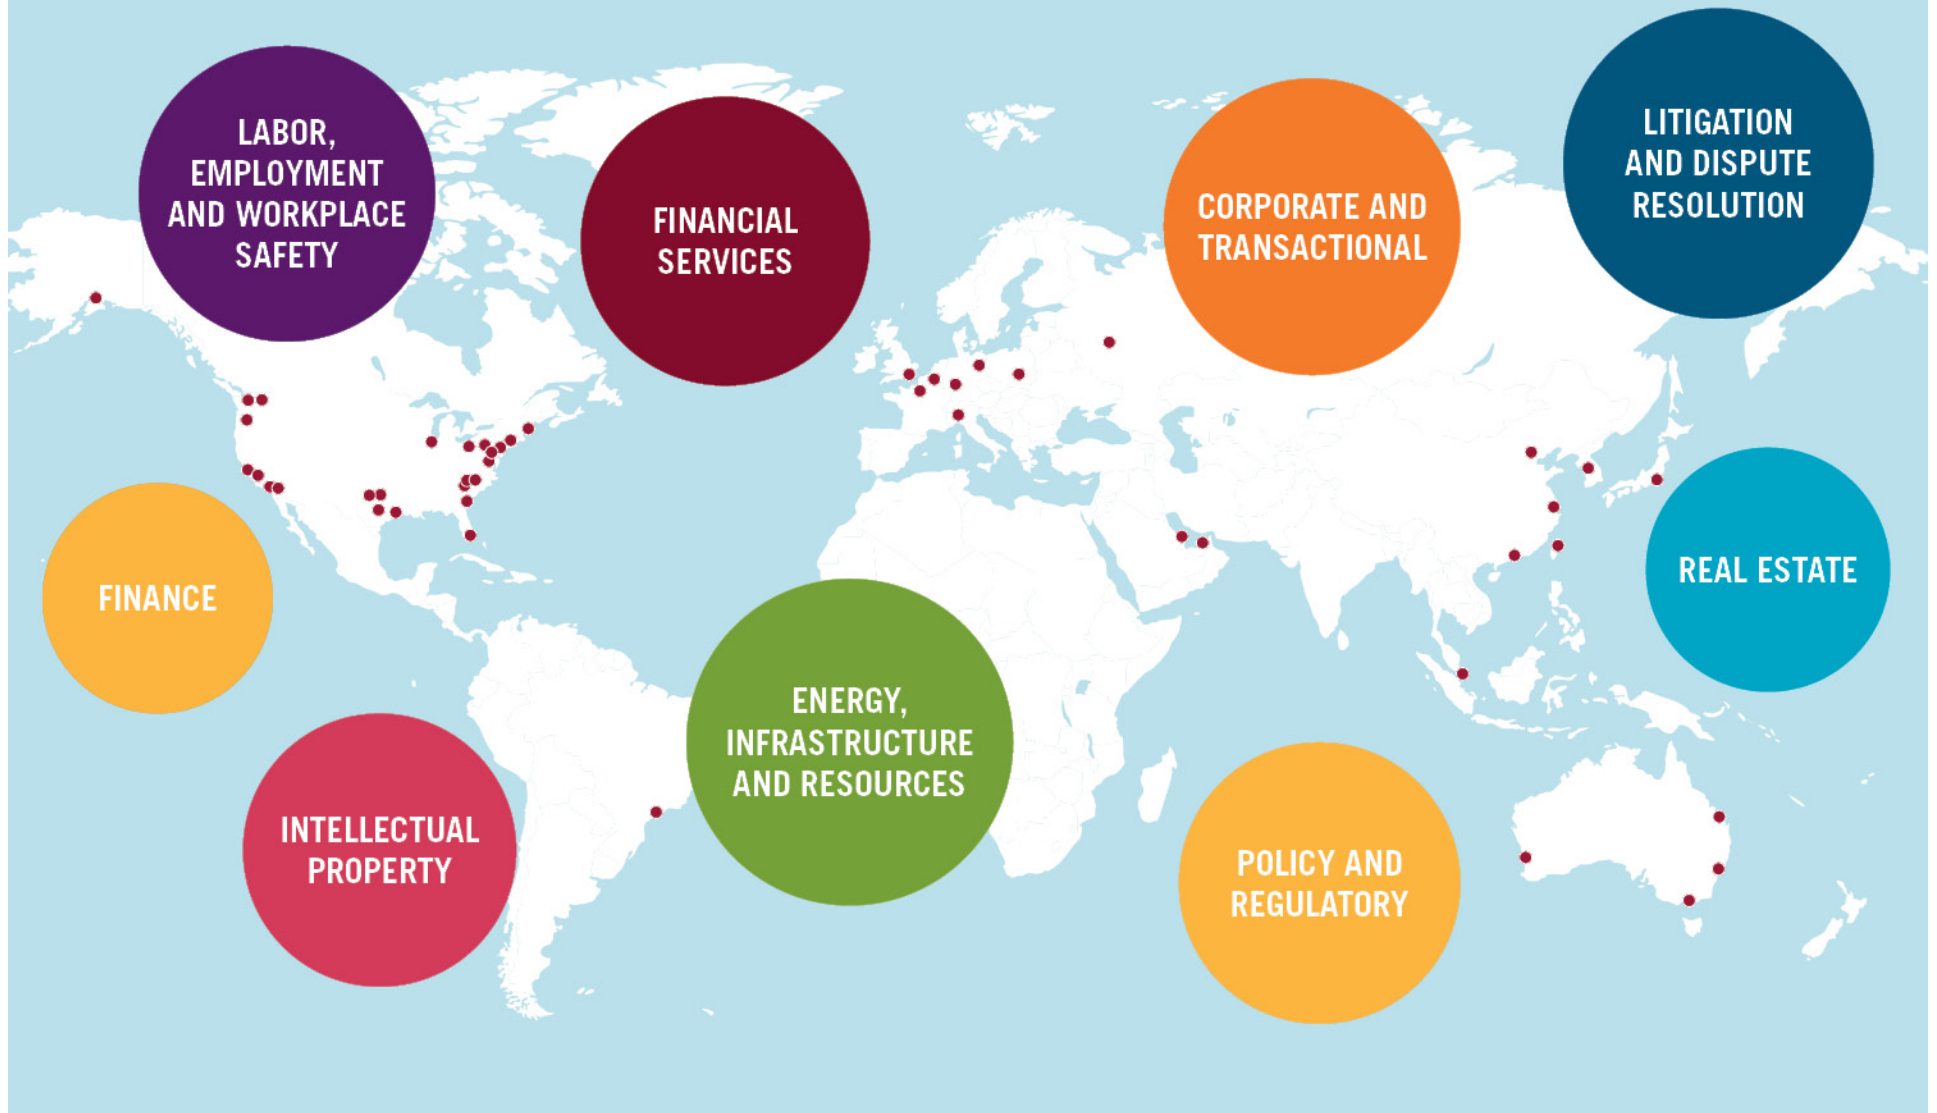 LABOR,
EMPLOYMENT
AND WORKPLACE
SAFETY
FINANCIAL
SERVICES
CORPORATE AND
TRANSACTIONAL
LITIGATION
AND DISPUTE
RESOLUTION
FINANCE
REAL ESTATE
ENERGY,
INFRASTRUCTURE
AND RESOURCES
INTELLECTUAL
PROPERTY
POLICY AND
REGULATORY